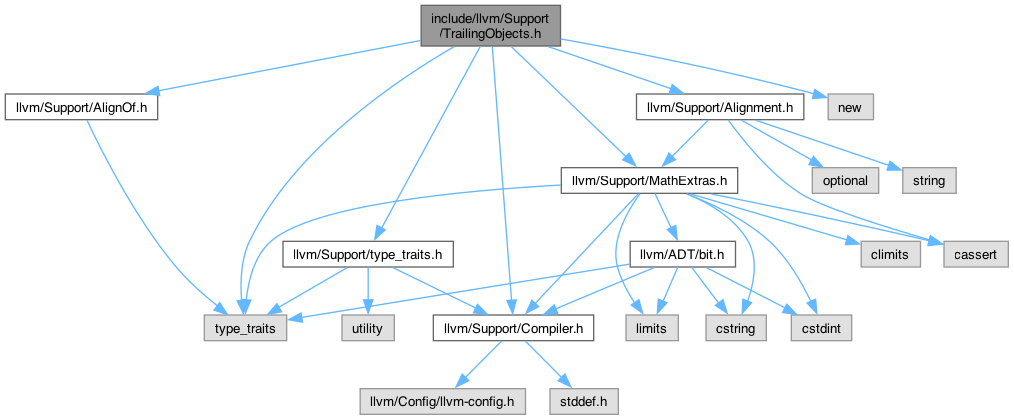 include/llvm/Support
/TrailingObjects.h
llvm/Support/AlignOf.h
llvm/Support/Alignment.h
new
llvm/Support/MathExtras.h
optional
string
llvm/Support/type_traits.h
llvm/ADT/bit.h
climits
cassert
type_traits
utility
llvm/Support/Compiler.h
limits
cstring
cstdint
llvm/Config/llvm-config.h
stddef.h